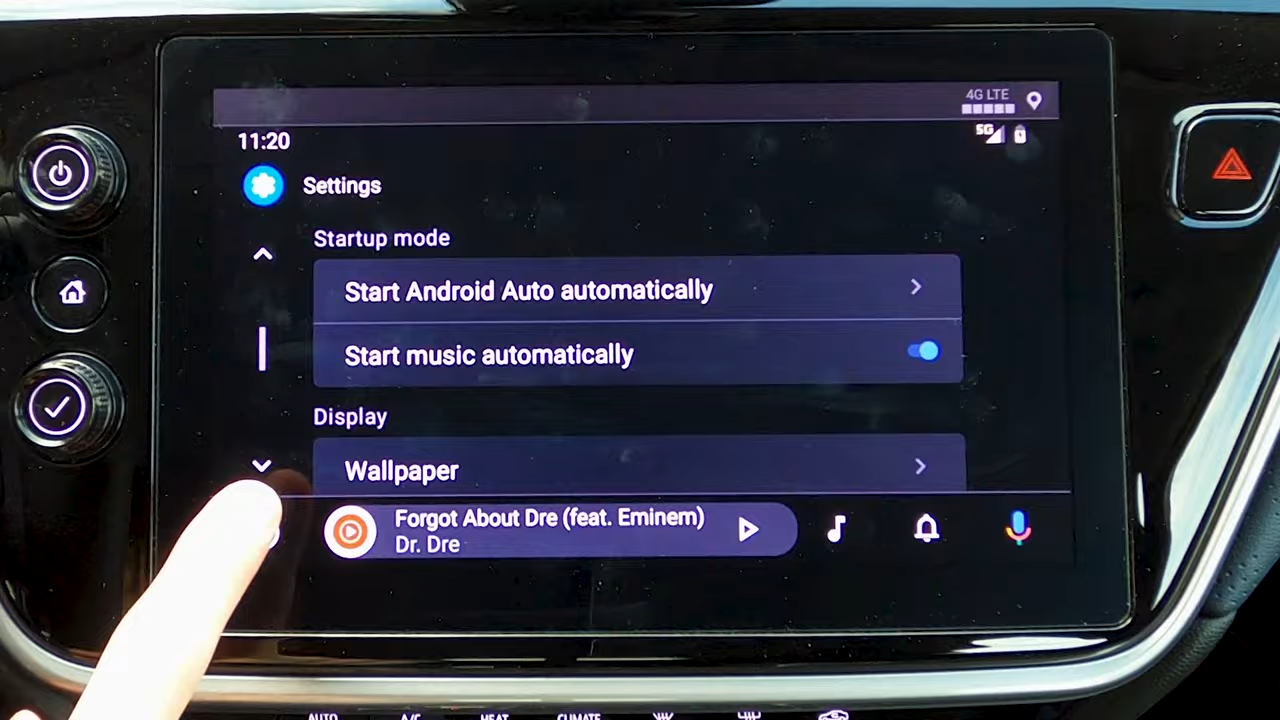 4G LTE
11:20
5G
Settings
Startup mode
Start Android Auto automatically
Start music automatically
Display
Wallpaper
Forgot About Dre (feat. Eminem)
Dr. Dre
AUTO A/C HEAT CLIMATE